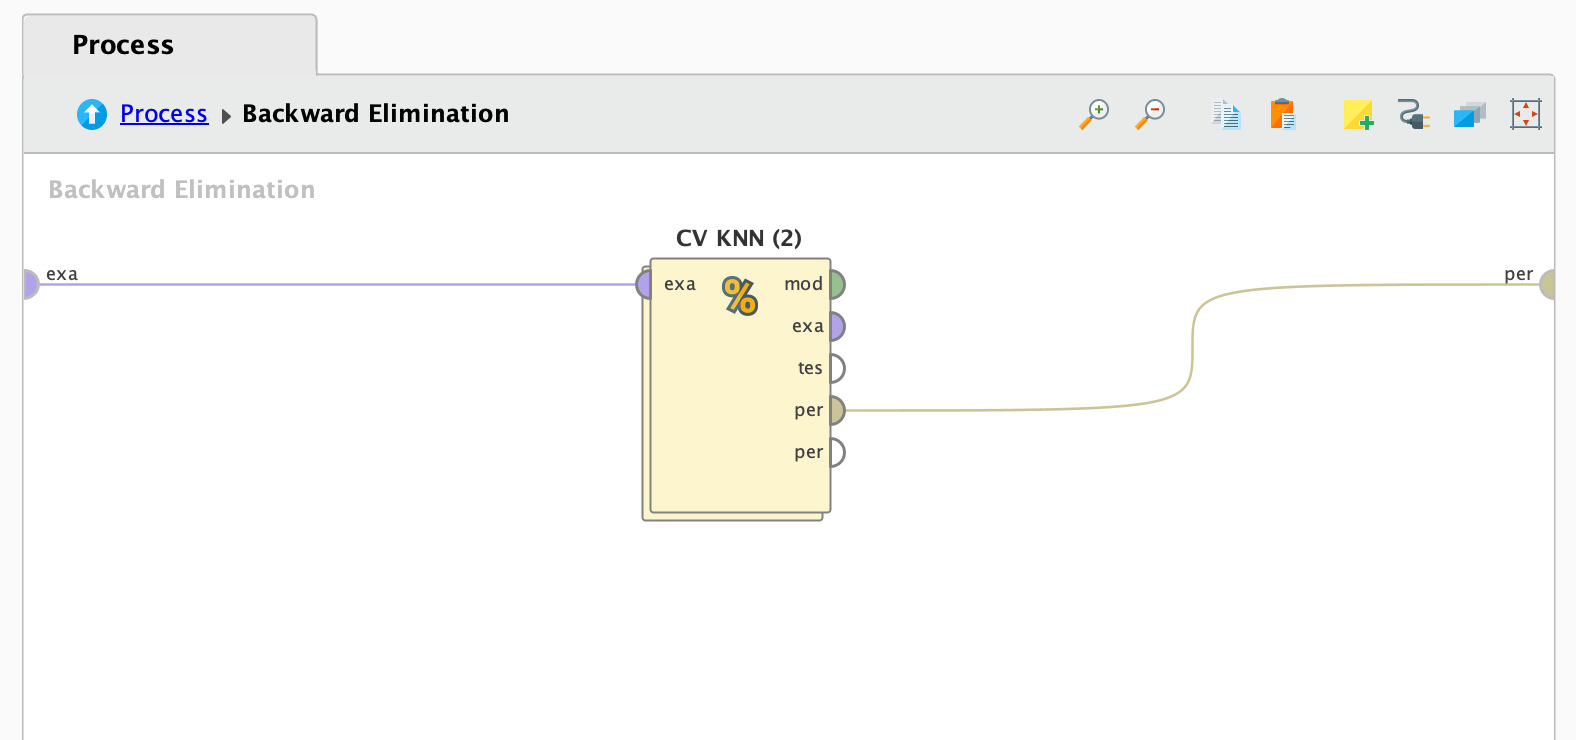 Process
Process Backward Elimination
Backward Elimination
CV KNN (2)
exa
exa
mod
per
exa
tes
per
per